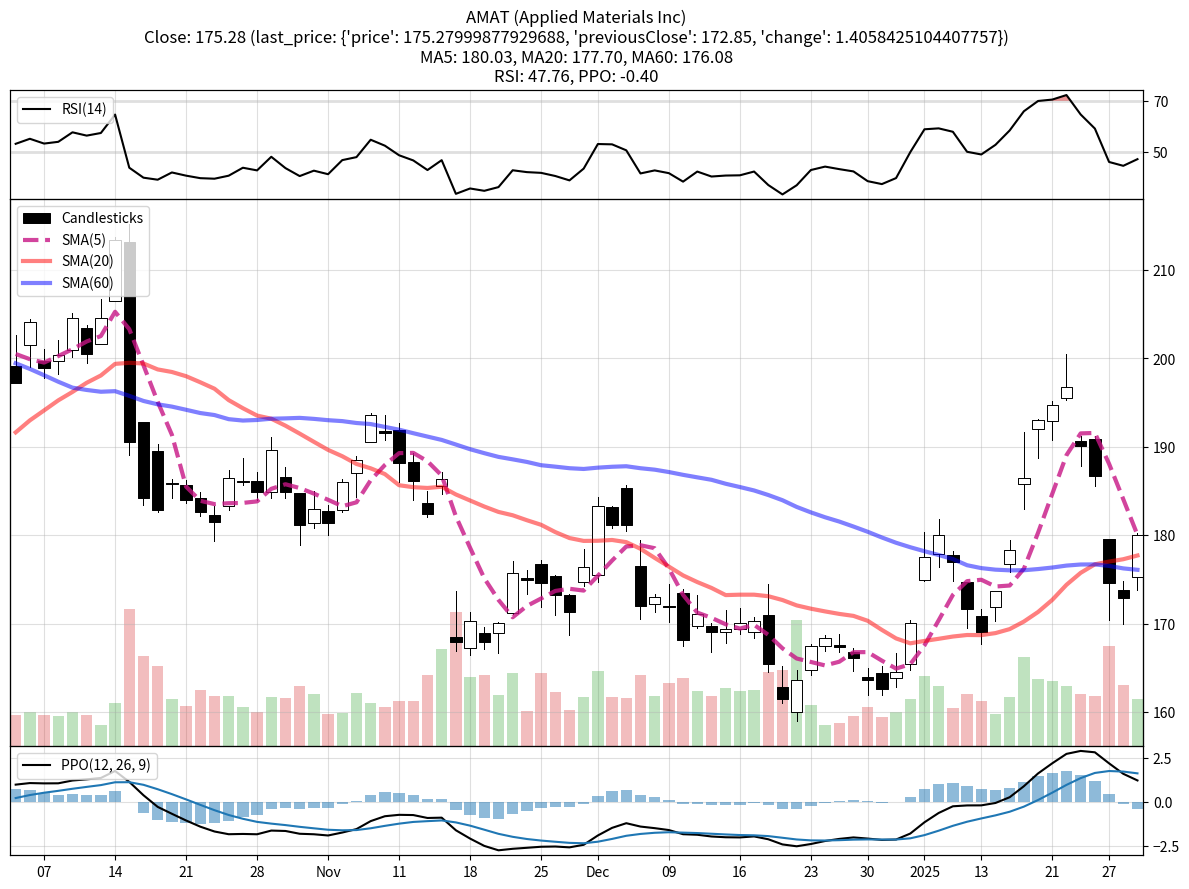 AMAT (Applied Materials Inc)
Close: 175.28 (last_price: {'price': 175.27999877929688, 'previousClose': 172.85, 'change': 1.4058425104407757})
MA5: 180.03, MA20: 177.70, MA60: 176.08
RSI: 47.76, PPO: -0.40
RSI(14)
70
50
Candlesticks
SMA(5)
SMA(20)
SMA(60)
210
200
190
180
170
160
PPO(12, 26, 9)
2.5
0.0
−2.5
07 14 21 28 Nov 11 18 25 Dec 09 16 23 30 2025 13 21 27